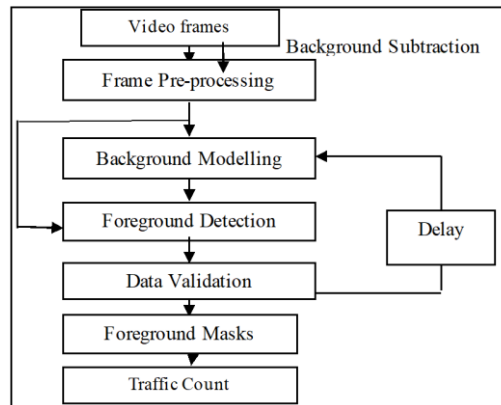 Video frames
Background Subtraction
Frame Pre-processing
Background Modelling
Foreground Detection
Delay
Data Validation
Foreground Masks
Traffic Count